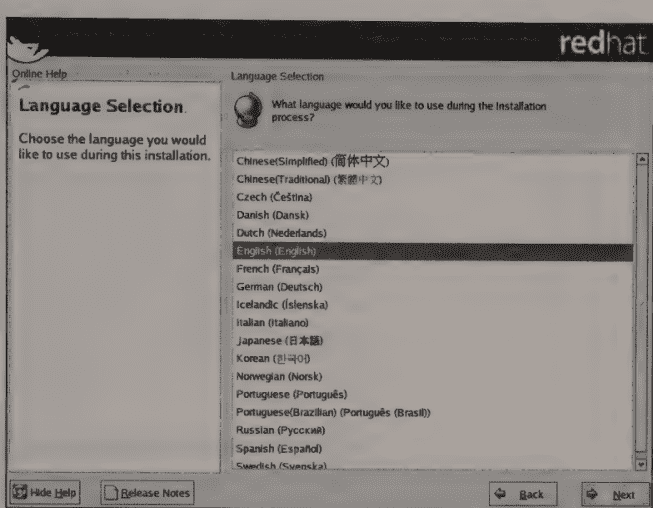 redhat
Online Help
Language Selection
Choose the language you would
like to use during this installation.
Language Selection
What language would you like to use during the installation
process?
Chinese(Simplified) (简体中文)
Chinese(Traditional) (繁體中文)
Czech (Čeština)
Danish (Dansk)
Dutch (Nederlands)
English (English)
French (Français)
German (Deutsch)
Icelandic (Íslenska)
Italian (Italiano)
Japanese (日本語)
Korean (한국어)
Norwegian (Norsk)
Portuguese (Português)
Portuguese(Brazilian) (Português (Brasil))
Russian (Русский)
Spanish (Español)
Swedish (Svenska)
Hide Help
Release Notes
Back
Next